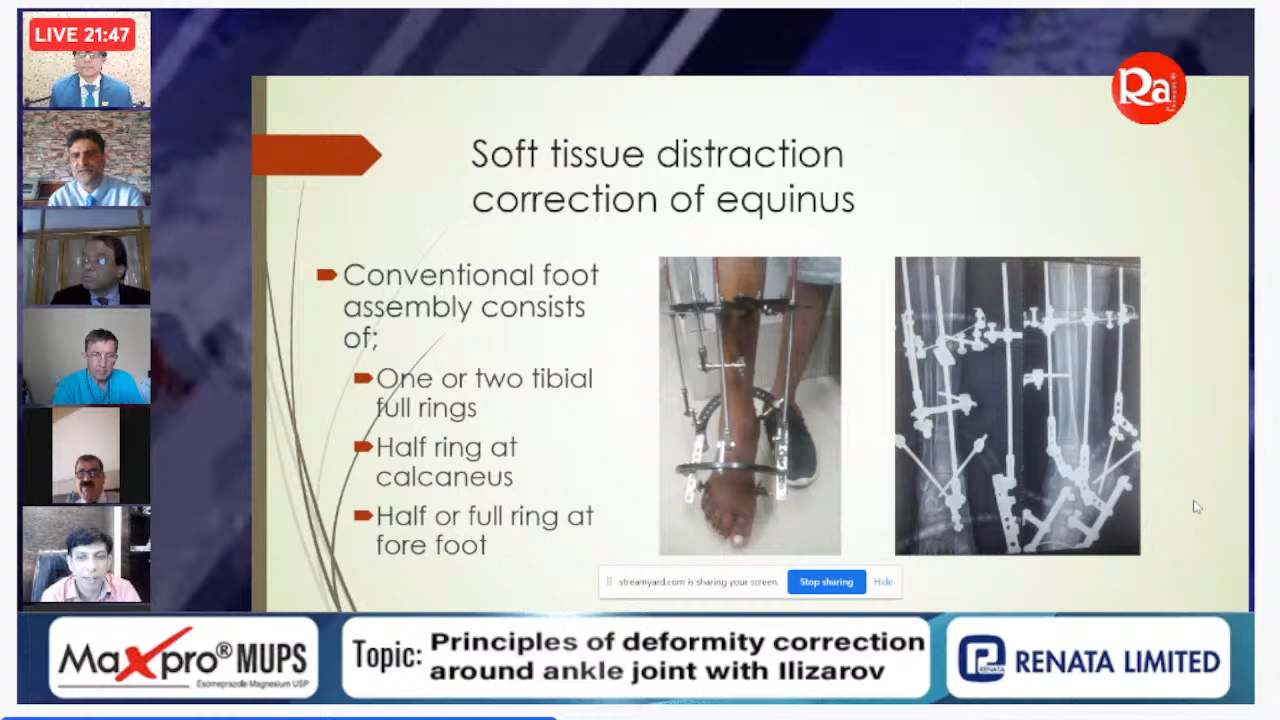 LIVE 21:47
Ra
Soft tissue distraction
correction of equinus
Conventional foot
assembly consists
of;
One or two tibial
full rings
Half ring at
calcaneus
Half or full ring at
fore foot
streamyard.com is sharing your screen.
Stop sharing
Hide
Maxpro® MUPS
Esomeprazole Magnesium USP
Topic: Principles of deformity correction
around ankle joint with Ilizarov
RENATA
RENATA LIMITED